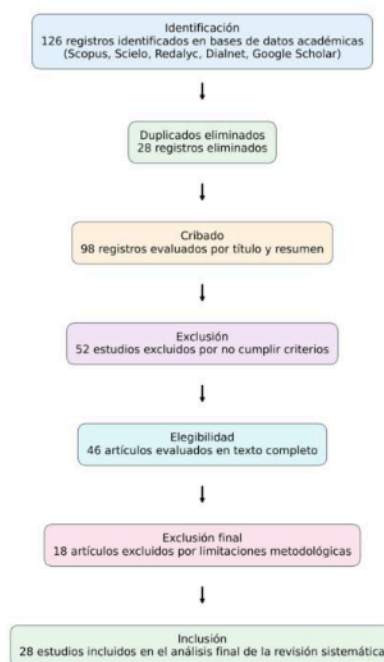 Identificación
126 registros identificados en bases de datos académicas
(Scopus, Scielo, Redalyc, Dialnet, Google Scholar)
Duplicados eliminados
28 registros eliminados
Cribado
98 registros evaluados por título y resumen
Exclusión
52 estudios excluidos por no cumplir criterios
Elegibilidad
46 artículos evaluados en texto completo
Exclusión final
18 artículos excluidos por limitaciones metodológicas
Inclusión
28 estudios incluidos en el análisis final de la revisión sistemática